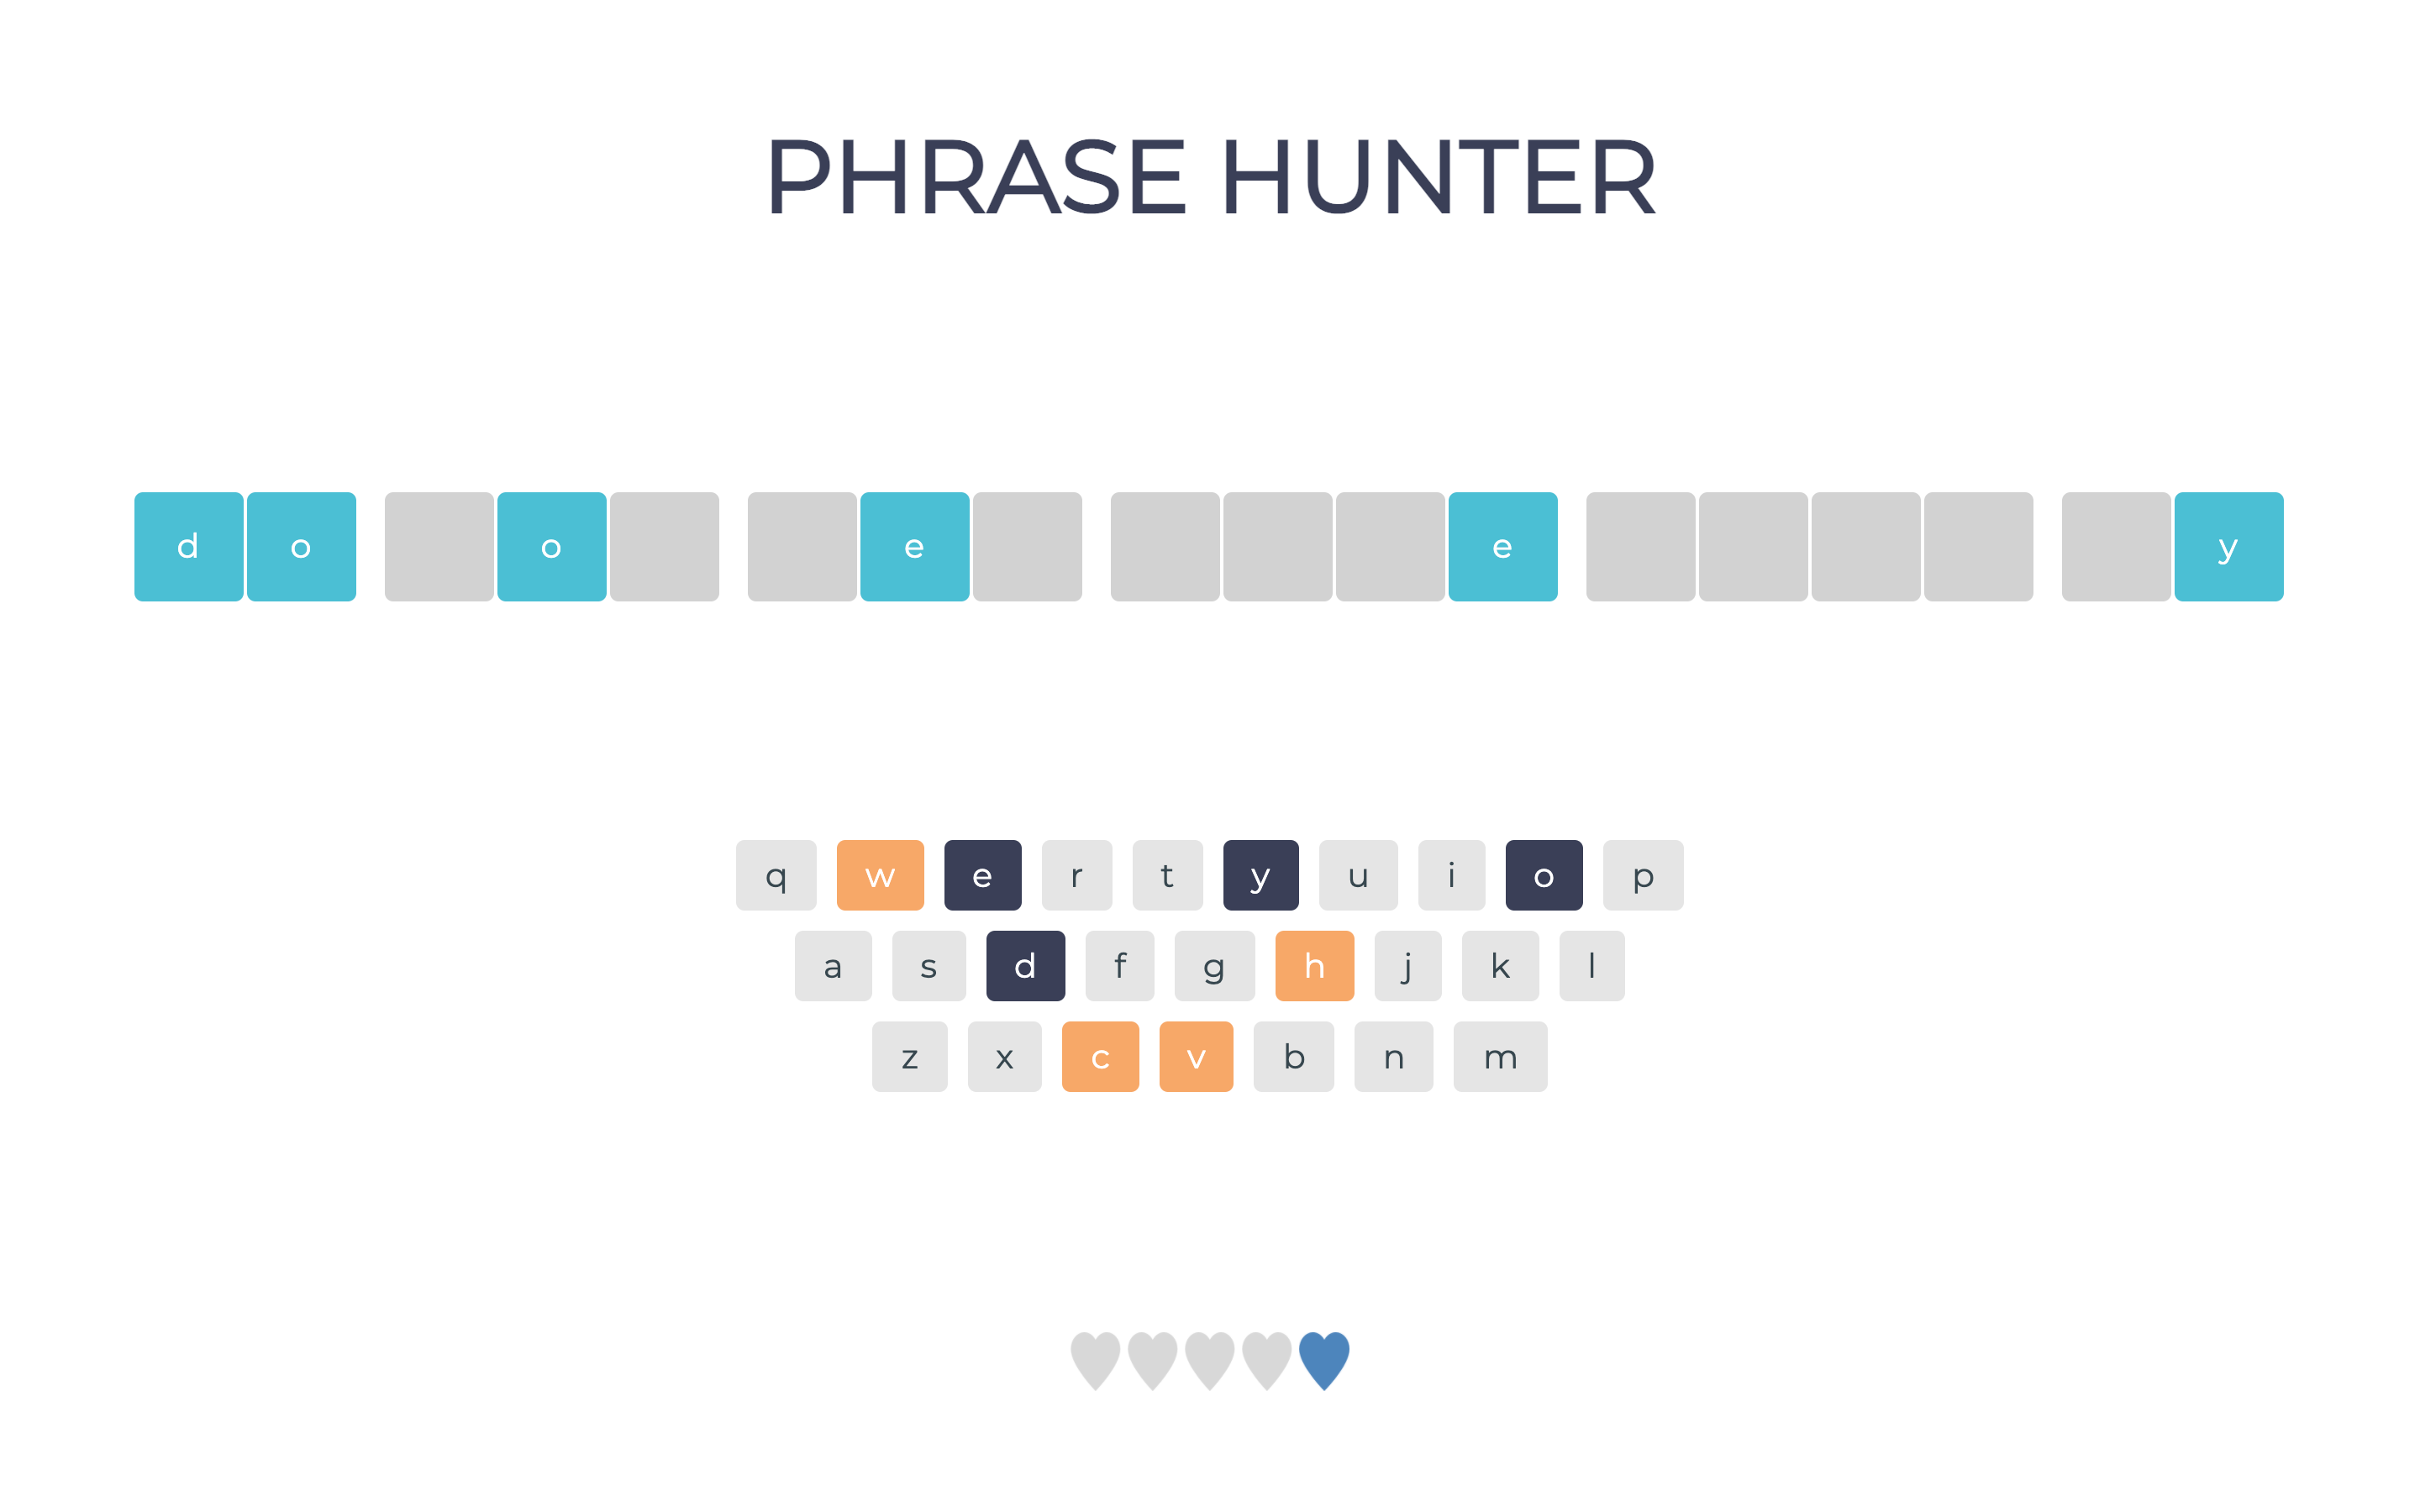 PHRASE HUNTER
d o o e e y
q w e r t y u i o p
a s d f g h j k l
z x c v b n m